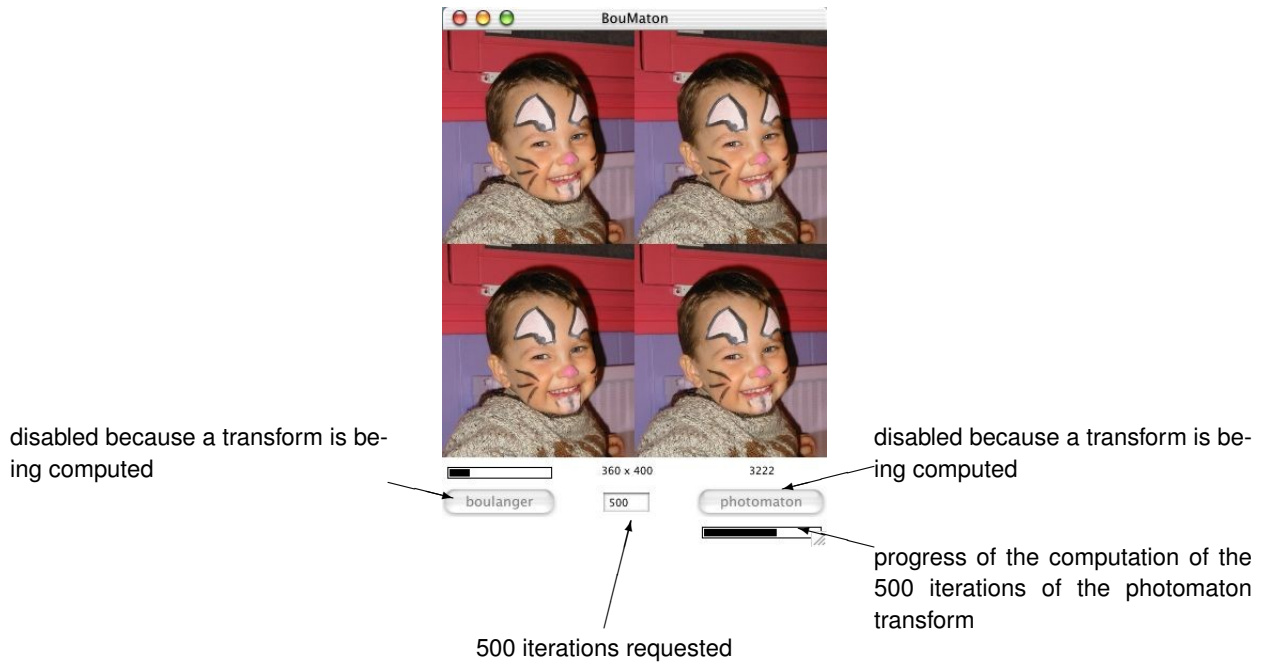 BouMaton
disabled because a transform is be-
ing computed
360 x 400
3222
disabled because a transform is be-
ing computed
boulanger
500
photomaton
progress of the computation of the
500 iterations of the photomaton
transform
500 iterations requested